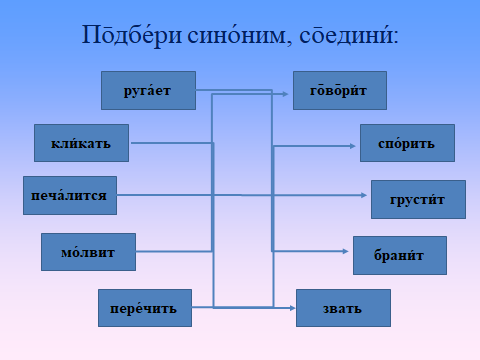 По̄дбе́ри сино́ним, со̄едини́:
руга́ет
го̄во̄ри́т
кли́кать
спо́рить
печа́лится
грусти́т
мо́лвит
брани́т
пере́чить
звать